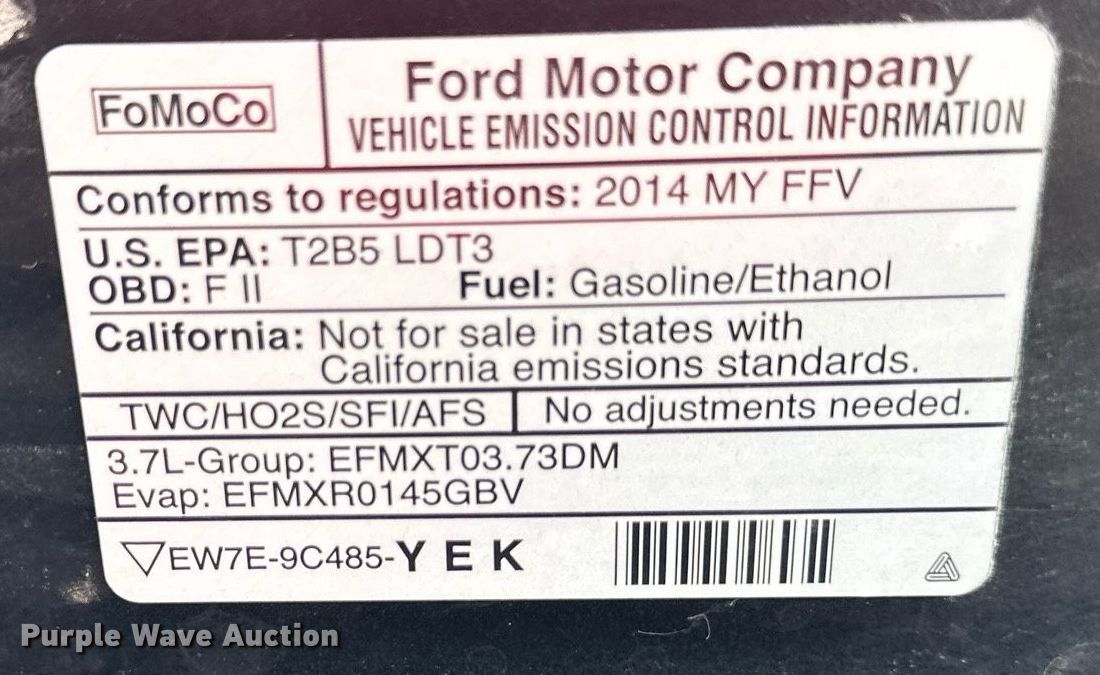 FoMoCo
Ford Motor Company
VEHICLE EMISSION CONTROL INFORMATION
Conforms to regulations: 2014 MY FFV
U.S. EPA: T2B5 LDT3
OBD: F II Fuel: Gasoline/Ethanol
California: Not for sale in states with
California emissions standards.
TWC/HO2S/SFI/AFS No adjustments needed.
3.7L-Group: EFMXT03.73DM
Evap: EFMXR0145GBV
EW7E-9C485-Y E K
Purple Wave Auction